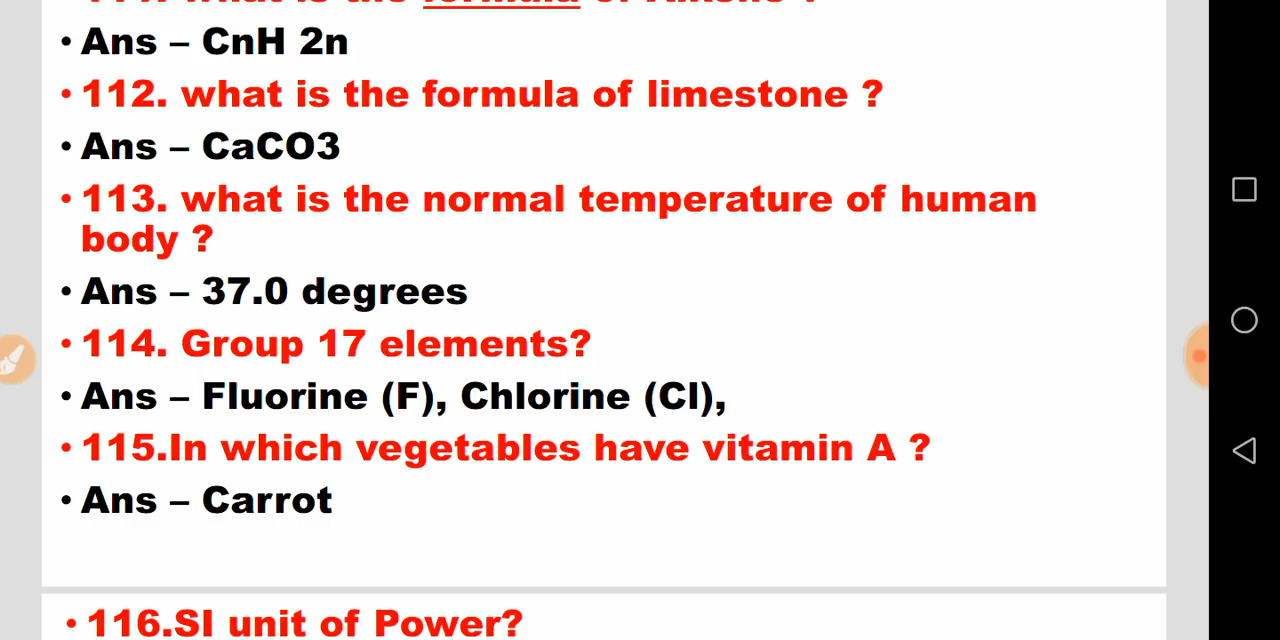 • Ans – CnH 2n
• 112. what is the formula of limestone ?
• Ans – CaCO3
• 113. what is the normal temperature of human
body ?
• Ans – 37.0 degrees
• 114. Group 17 elements?
• Ans – Fluorine (F), Chlorine (Cl),
• 115.In which vegetables have vitamin A ?
• Ans – Carrot
• 116.SI unit of Power?